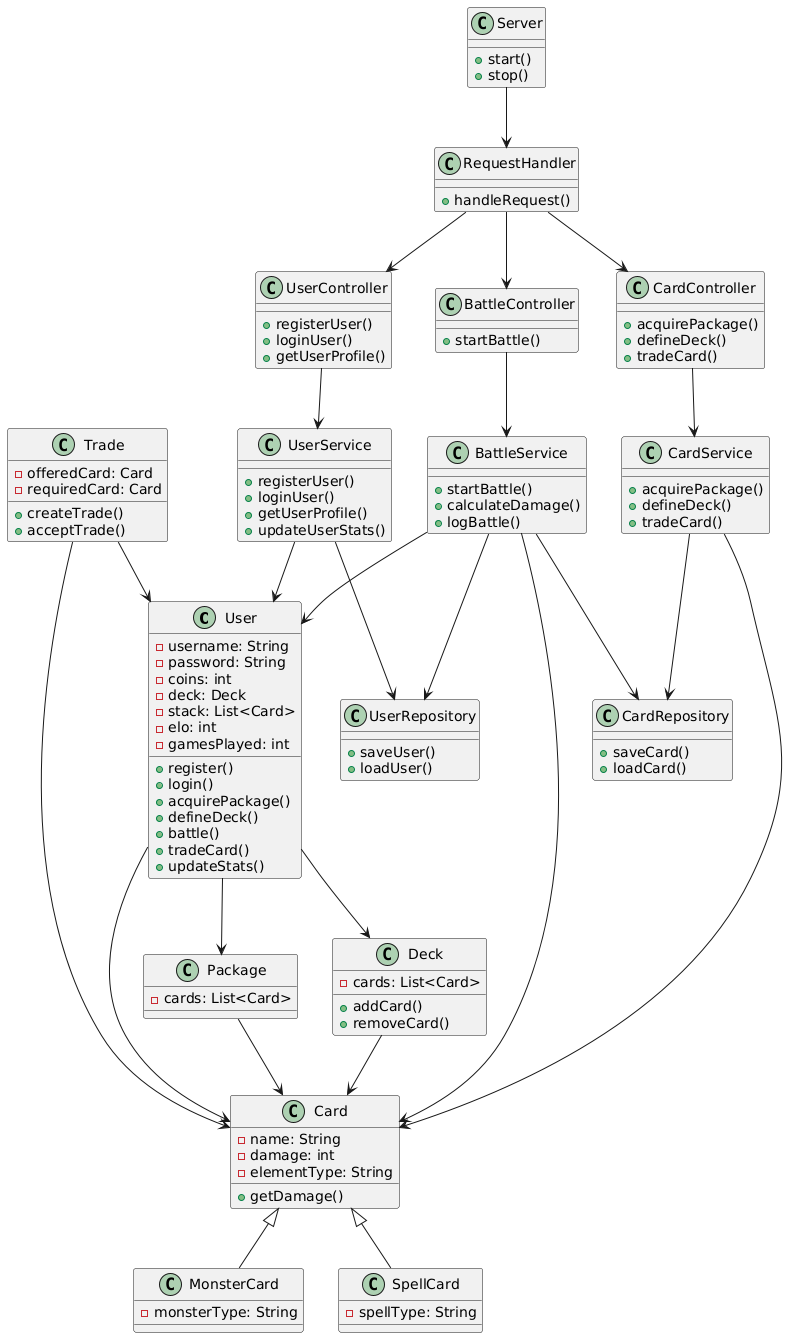 C Server
start()
stop()
C RequestHandler
handleRequest()
C UserController
registerUser()
loginUser()
getUserProfile()
C BattleController
startBattle()
C CardController
acquirePackage()
defineDeck()
tradeCard()
C Trade
offeredCard: Card
requiredCard: Card
createTrade()
acceptTrade()
C UserService
registerUser()
loginUser()
getUserProfile()
updateUserStats()
C BattleService
startBattle()
calculateDamage()
logBattle()
C CardService
acquirePackage()
defineDeck()
tradeCard()
C User
username: String
password: String
coins: int
deck: Deck
stack: List<Card>
elo: int
gamesPlayed: int
register()
login()
acquirePackage()
defineDeck()
battle()
tradeCard()
updateStats()
C UserRepository
saveUser()
loadUser()
C CardRepository
saveCard()
loadCard()
C Package
cards: List<Card>
C Deck
cards: List<Card>
addCard()
removeCard()
C Card
name: String
damage: int
elementType: String
getDamage()
C MonsterCard
monsterType: String
C SpellCard
spellType: String